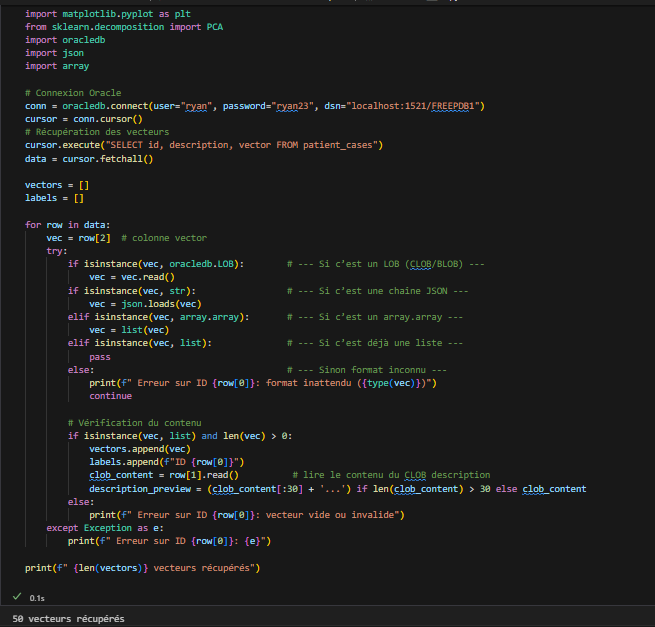 import matplotlib.pyplot as plt
from sklearn.decomposition import PCA
import oracledb
import json
import array
# Connexion Oracle
conn = oracledb.connect(user="ryan", password="ryan23", dsn="localhost:1521/FREEPDB1")
cursor = conn.cursor()
# Récupération des vecteurs
cursor.execute("SELECT id, description, vector FROM patient_cases")
data = cursor.fetchall()
vectors = []
labels = []
for row in data:
    vec = row[2]  # colonne vector
    try:
        if isinstance(vec, oracledb.LOB):        # --- Si c'est un LOB (CLOB/BLOB) ---
            vec = vec.read()
        if isinstance(vec, str):                 # --- Si c'est une chaîne JSON ---
            vec = json.loads(vec)
        elif isinstance(vec, array.array):       # --- Si c'est un array.array ---
            vec = list(vec)
        elif isinstance(vec, list):              # --- Si c'est déjà une liste ---
            pass
        else:                                    # --- Sinon format inconnu ---
            print(f" Erreur sur ID {row[0]}: format inattendu ({type(vec)})")
            continue
        # Vérification du contenu
        if isinstance(vec, list) and len(vec) > 0:
            vectors.append(vec)
            labels.append(f"ID {row[0]}")
            clob_content = row[1].read()          # lire le contenu du CLOB description
            description_preview = (clob_content[:30] + '...') if len(clob_content) > 30 else clob_content
        else:
            print(f" Erreur sur ID {row[0]}: vecteur vide ou invalide")
    except Exception as e:
        print(f" Erreur sur ID {row[0]}: {e}")
print(f" {len(vectors)} vecteurs récupérés")
0.1s
50 vecteurs récupérés